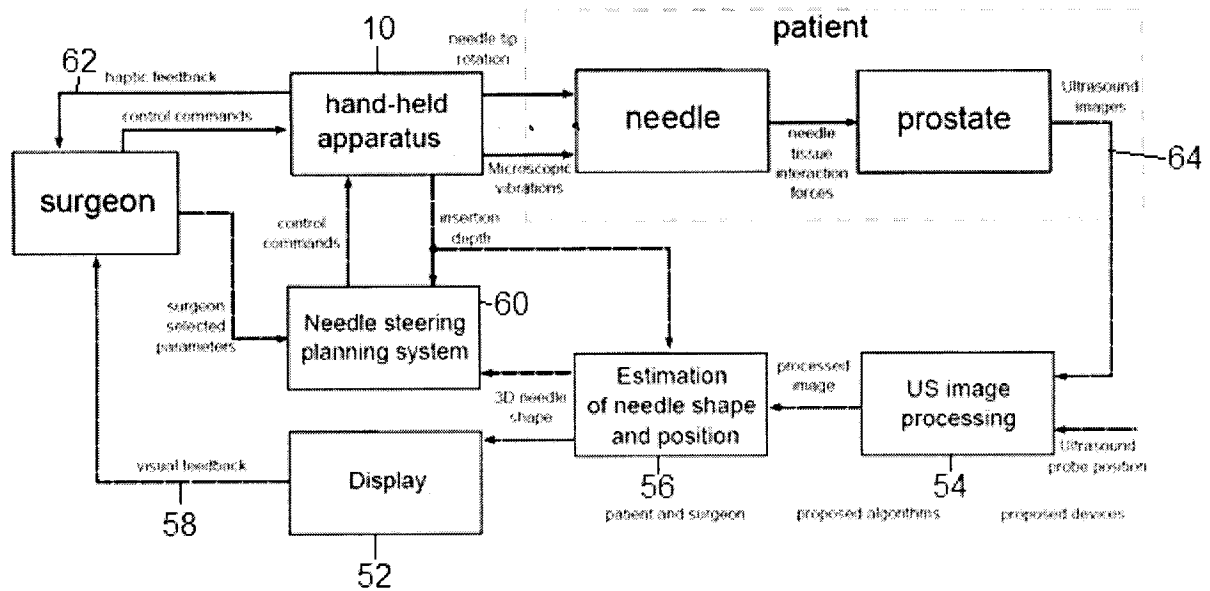 10
patient
62
haptic feedback
needle tip
rotation
Ultrasound
images
control commands
hand-held
apparatus
needle
prostate
64
surgeon
Microscopic
vibrations
needle
tissue
interaction
forces
control
commands
insertion
depth
60
surgeon
selected
parameters
Needle steering
planning system
3D needle
shape
Estimation
of needle shape
and position
processed
image
US image
processing
Ultrasound
probe position
visual feedback
Display
58
56
54
patient and surgeon
proposed algorithms
proposed devices
52